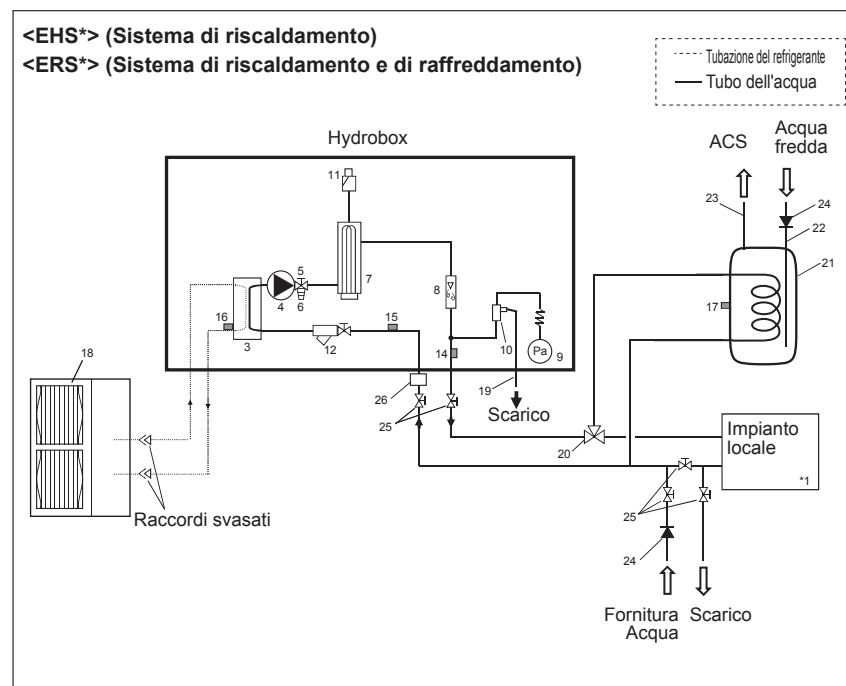 <EHS*> (Sistema di riscaldamento)
<ERS*> (Sistema di riscaldamento e di raffreddamento)
Tubazione del refrigerante
Tubo dell'acqua
Hydrobox
ACS
Acqua
fredda
11
23
24
22
5
7
8
21
6
4
16
15
17
3
12
14
10
Pa
9
18
26
19
Scarico
25
20
Impianto
locale
*1
Raccordi svasati
25
24
Fornitura
Acqua
Scarico